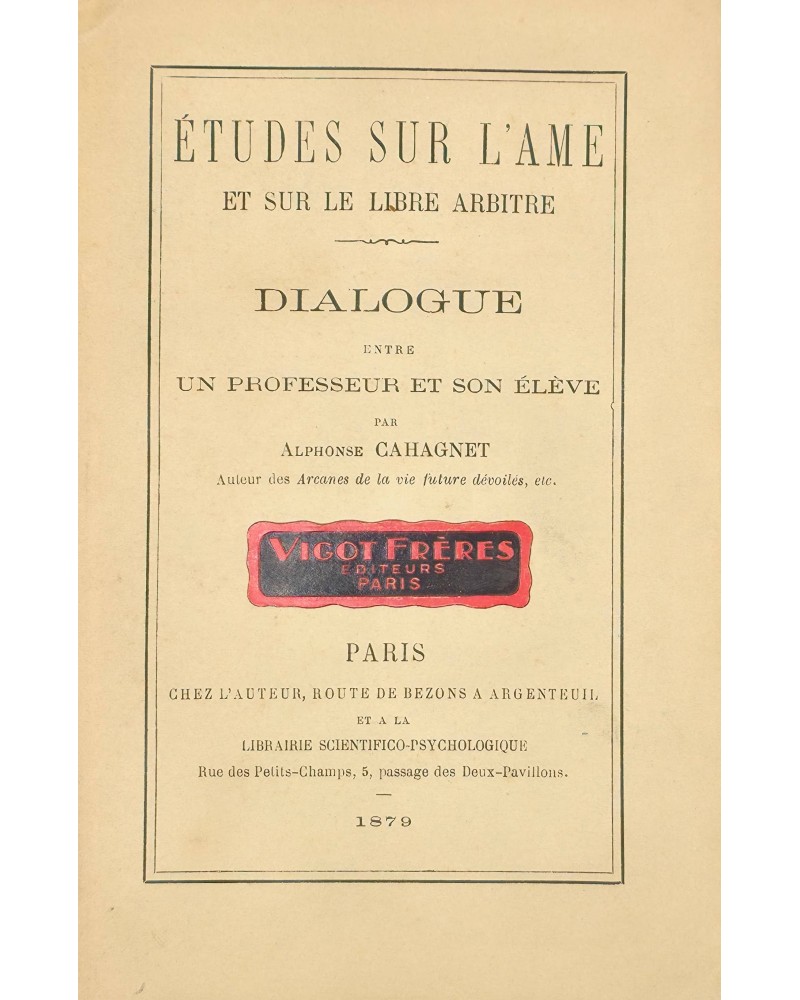 ÉTUDES SUR L'AME
ET SUR LE LIBRE ARBITRE
DIALOGUE
ENTRE
UN PROFESSEUR ET SON ÉLÈVE
PAR
ALPHONSE CAHAGNET
Auteur des Arcanes de la vie future dévoilés, etc.
VIGOT FRÈRES
EDITEURS
PARIS
PARIS
CHEZ L'AUTEUR, ROUTE DE BEZONS A ARGENTEUIL
ET A LA
LIBRAIRIE SCIENTIFICO-PSYCHOLOGIQUE
Rue des Petits-Champs, 5, passage des Deux-Pavillons.
1879